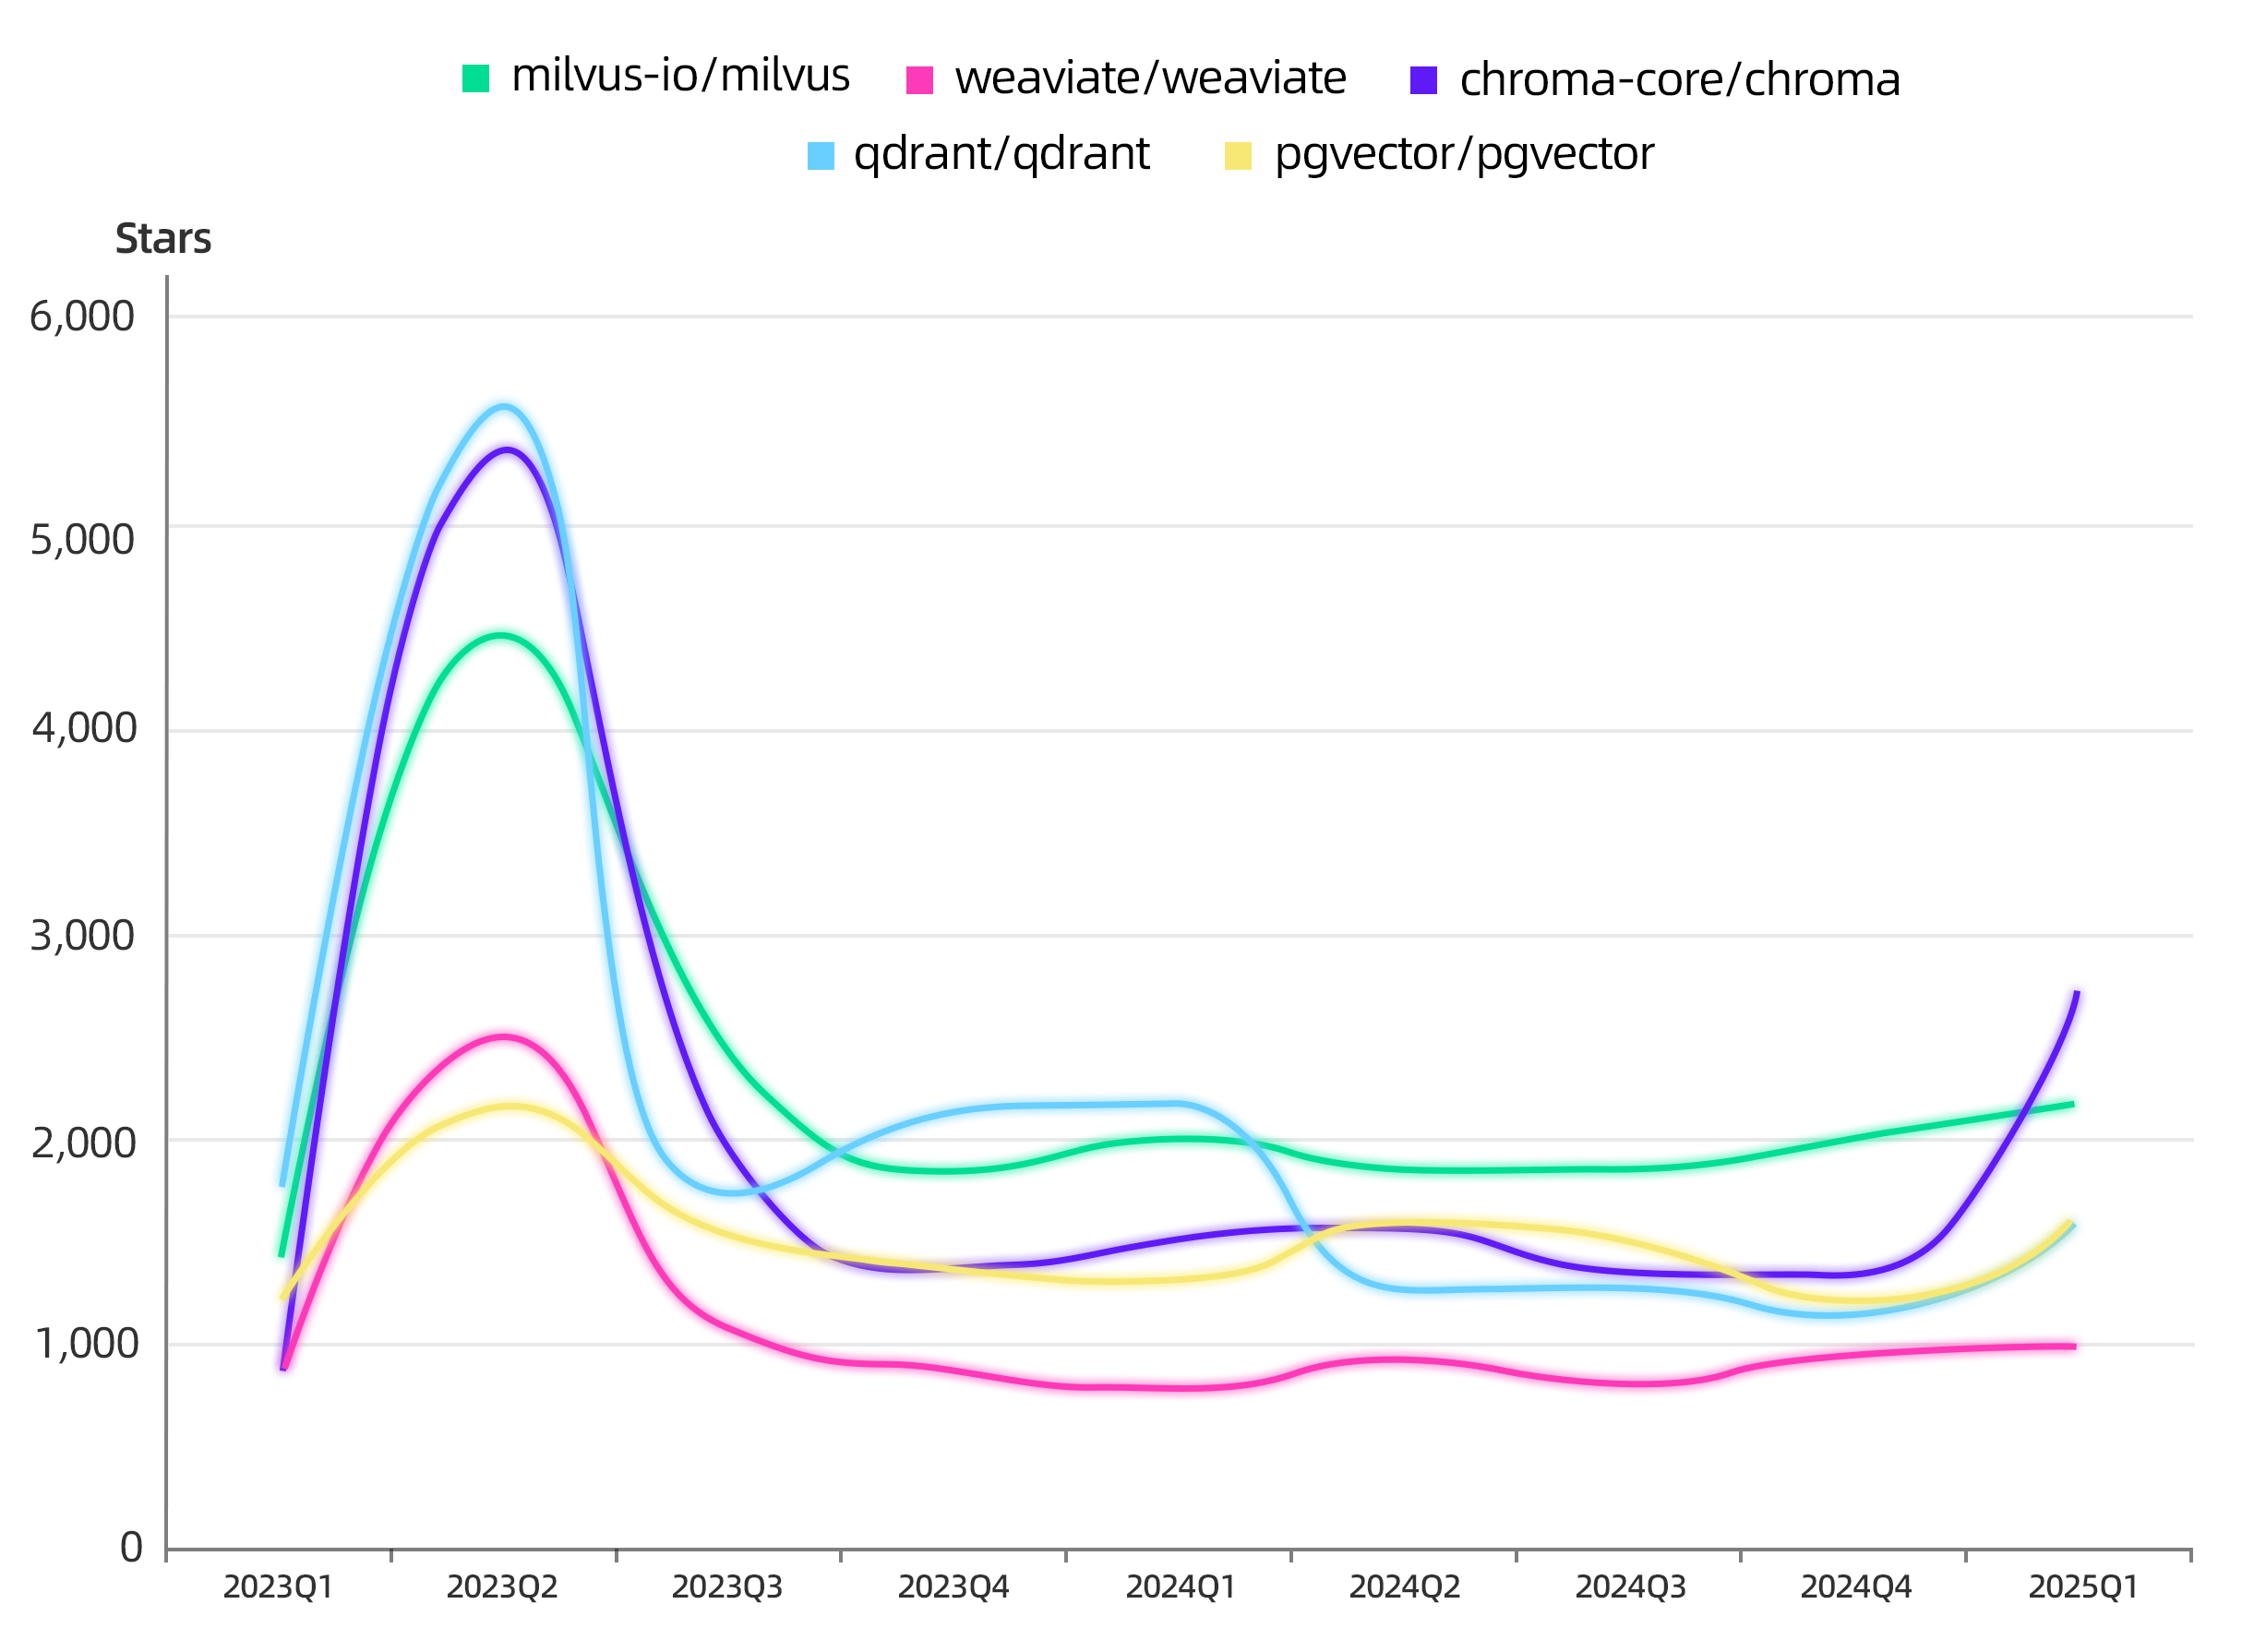 milvus-io/milvus weaviate/weaviate chroma-core/chroma
qdrant/qdrant pgvector/pgvector
Stars
6,000
5,000
4,000
3,000
2,000
1,000
0
2023Q1 2023Q2 2023Q3 2023Q4 2024Q1 2024Q2 2024Q3 2024Q4 2025Q1